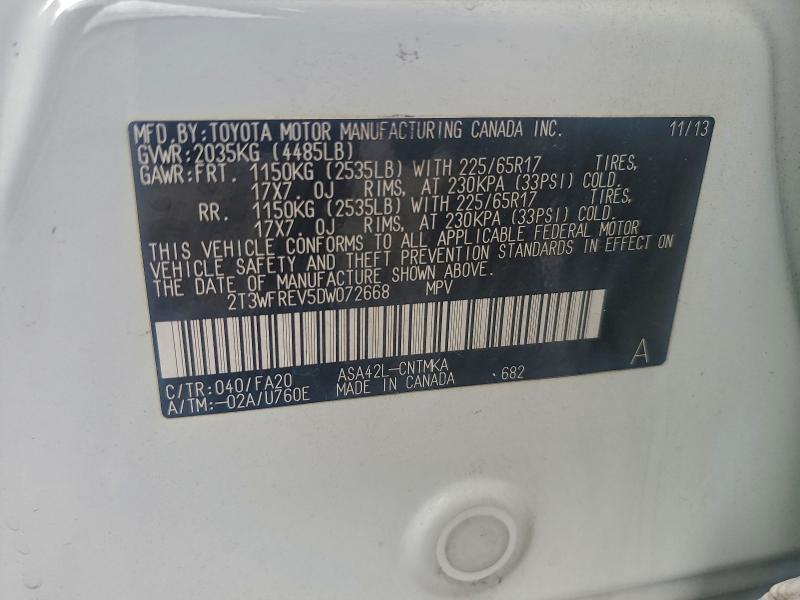 MFD.BY:TOYOTA MOTOR MANUFACTURING CANADA INC. 11/13
GVWR:2035KG (4485LB)
GAWR:FRT. 1150KG (2535LB) WITH 225/65R17 TIRES,
17X7. 0J RIMS, AT 230KPA (33PSI) COLD.
RR. 1150KG (2535LB) WITH 225/65R17 TIRES,
17X7. 0J RIMS, AT 230KPA (33PSI) COLD.
THIS VEHICLE CONFORMS TO ALL APPLICABLE FEDERAL MOTOR
VEHICLE SAFETY AND THEFT PREVENTION STANDARDS IN EFFECT ON
THE DATE OF MANUFACTURE SHOWN ABOVE.
2T3WFREV5DW072668 MPV
C/TR:040/FA20 ASA42L-CNTMKA .682 A
A/TM:-02A/U760E MADE IN CANADA